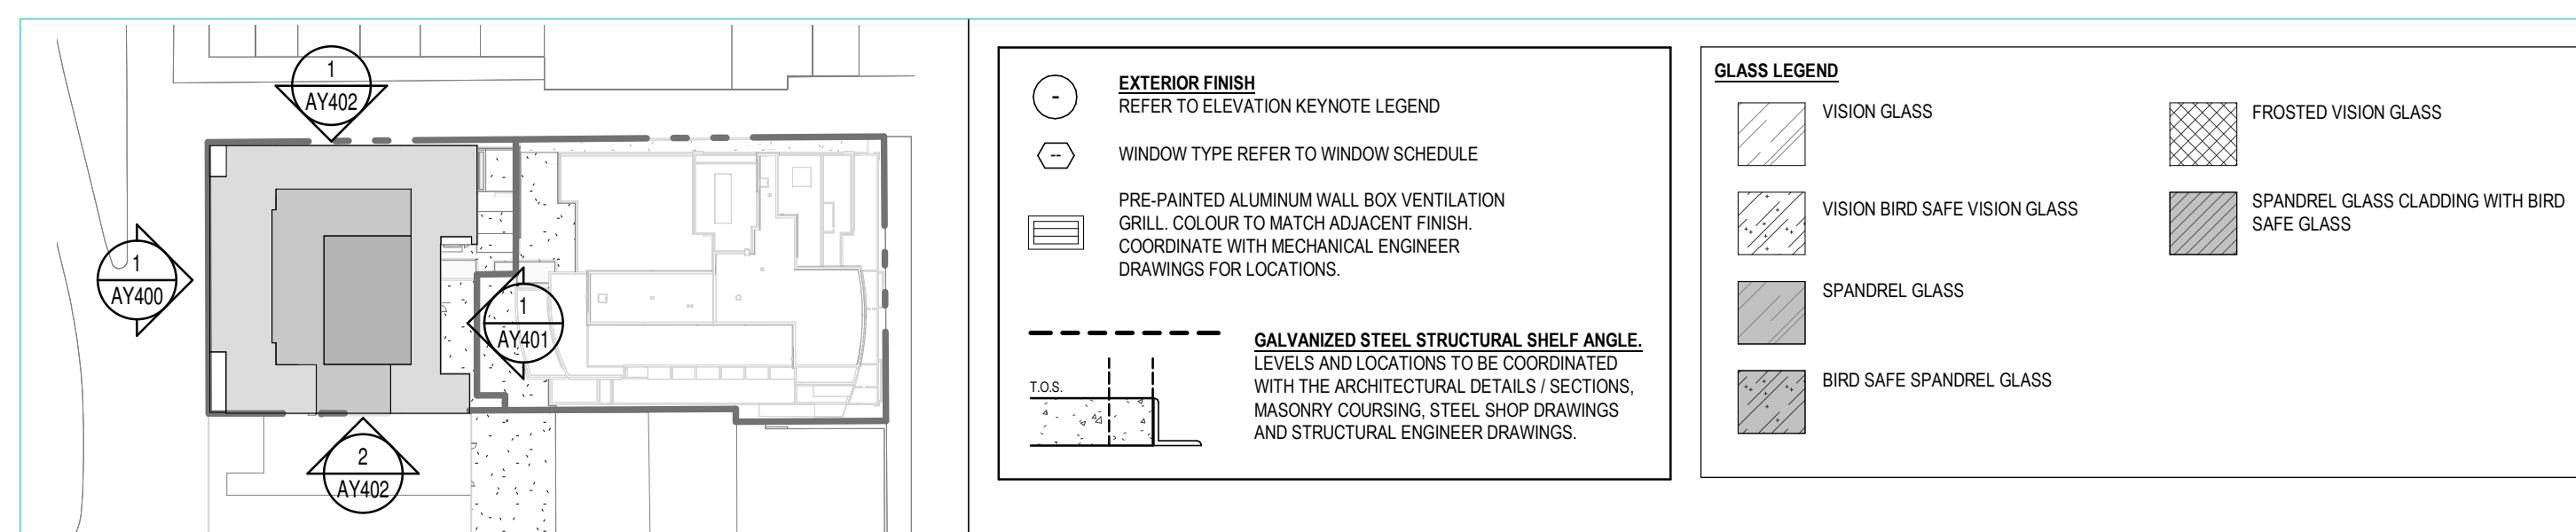 1
AY402
1
AY400
1
AY401
2
AY402
-
EXTERIOR FINISH
REFER TO ELEVATION KEYNOTE LEGEND
--
WINDOW TYPE REFER TO WINDOW SCHEDULE
PRE-PAINTED ALUMINUM WALL BOX VENTILATION
GRILL. COLOUR TO MATCH ADJACENT FINISH.
COORDINATE WITH MECHANICAL ENGINEER
DRAWINGS FOR LOCATIONS.
T.O.S.
GALVANIZED STEEL STRUCTURAL SHELF ANGLE.
LEVELS AND LOCATIONS TO BE COORDINATED
WITH THE ARCHITECTURAL DETAILS / SECTIONS,
MASONRY COURSING, STEEL SHOP DRAWINGS
AND STRUCTURAL ENGINEER DRAWINGS.
GLASS LEGEND
VISION GLASS
VISION BIRD SAFE VISION GLASS
SPANDREL GLASS
BIRD SAFE SPANDREL GLASS
FROSTED VISION GLASS
SPANDREL GLASS CLADDING WITH BIRD
SAFE GLASS